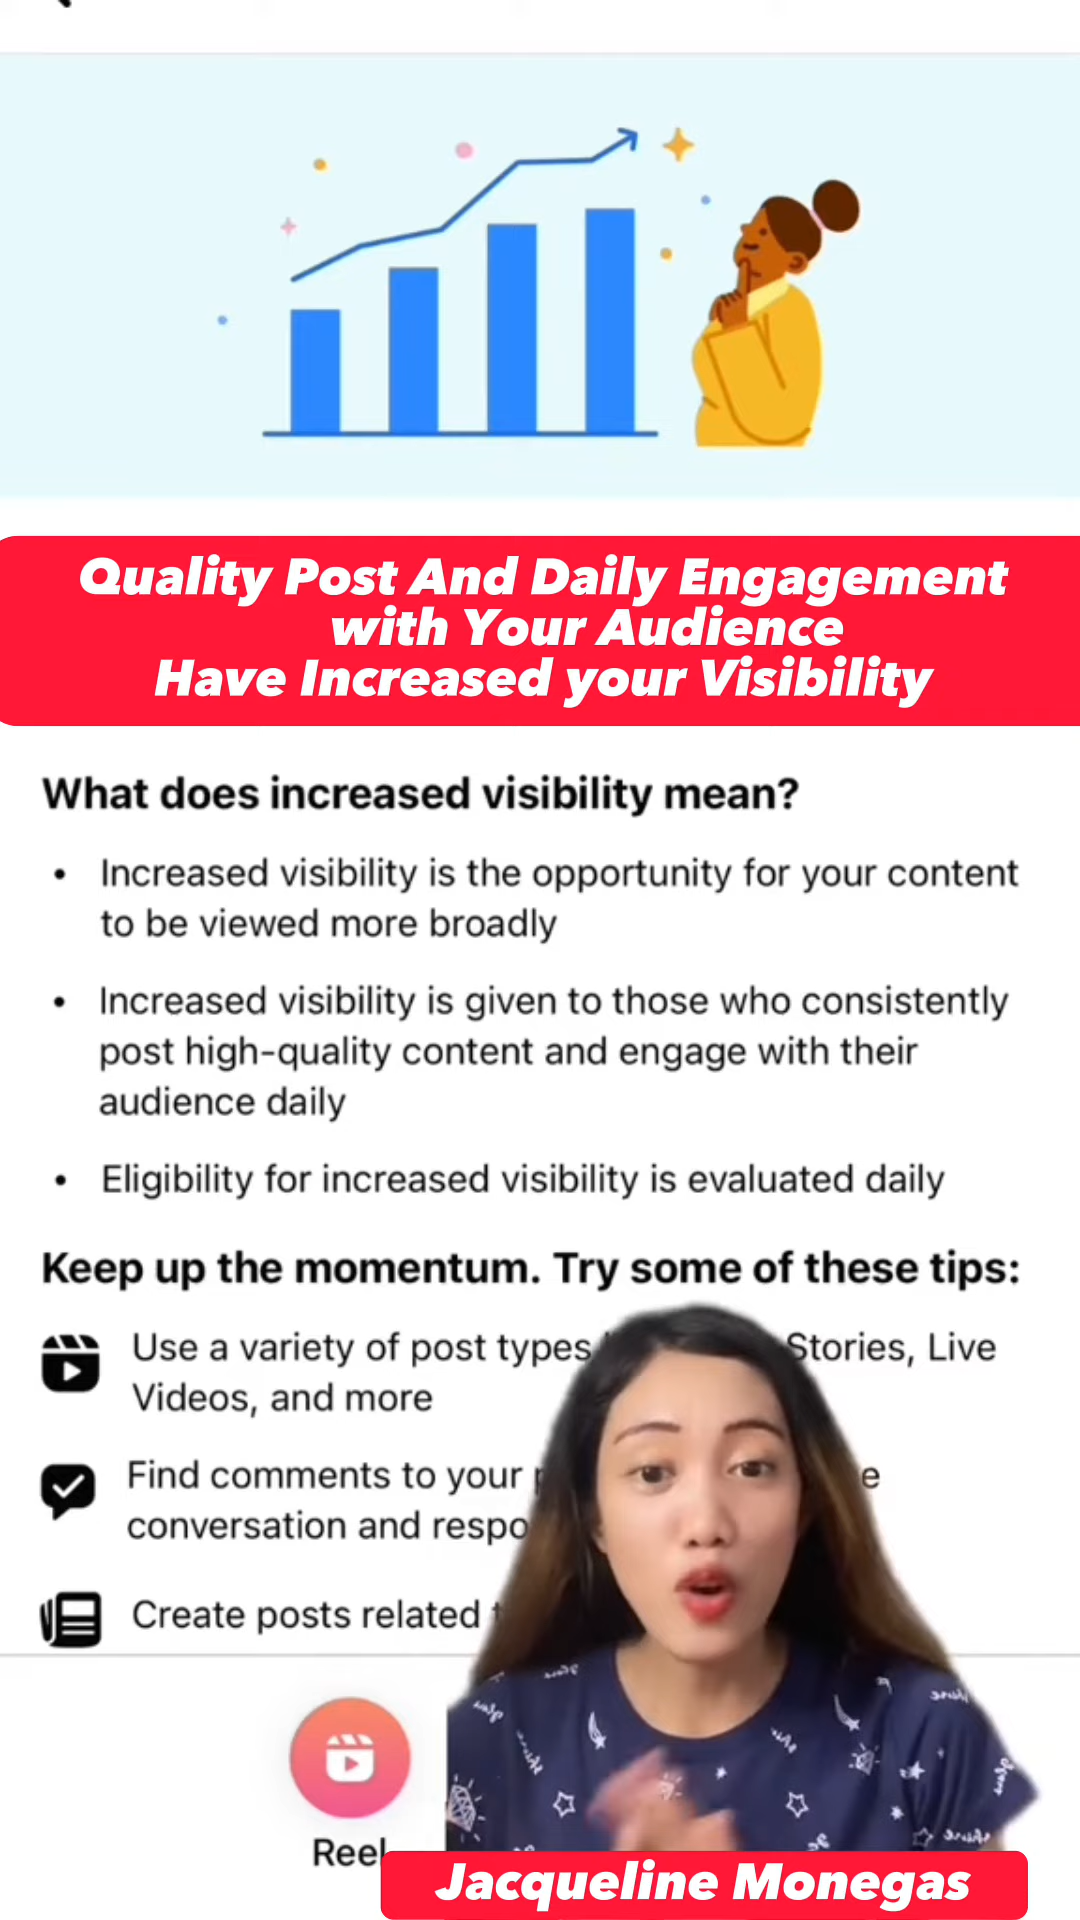 Quality Post And Daily Engagement
with Your Audience
Have Increased your Visibility
What does increased visibility mean?
• Increased visibility is the opportunity for your content
to be viewed more broadly
• Increased visibility is given to those who consistently
post high-quality content and engage with their
audience daily
• Eligibility for increased visibility is evaluated daily
Keep up the momentum. Try some of these tips:
Use a variety of post types Stories, Live
Videos, and more
Find comments to your
conversation and respo
Create posts related
Reel
Jacqueline Monegas